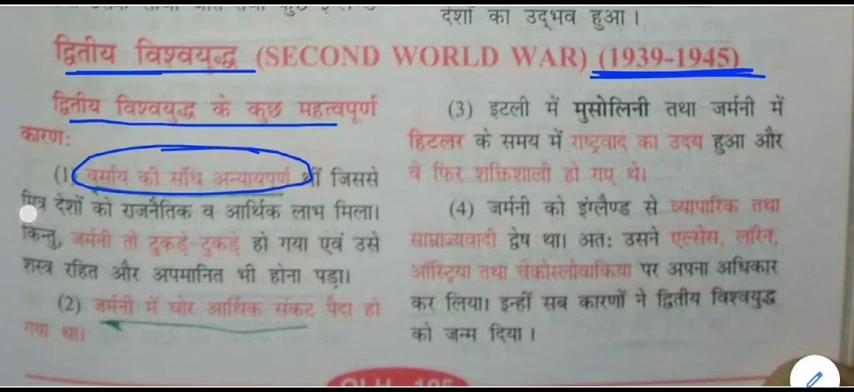 देशों का उद्भव हुआ ।
द्वितीय विश्वयुद्ध (SECOND WORLD WAR) (1939-1945)
द्वितीय विश्वयुद्ध के कुछ महत्वपूर्ण
कारण:
(1) वर्साय की संधि अन्यायपूर्ण थी जिससे
मित्र देशों को राजनैतिक व आर्थिक लाभ मिला।
किन्तु, जर्मनी तो टुकड़े टुकड़े हो गया एवं उसे
शस्त्र रहित और अपमानित भी होना पड़ा।
(2) जर्मनी में घोर आर्थिक संकट पैदा हो
गया था।
(3) इटली में मुसोलिनी तथा जर्मनी में
हिटलर के समय में राष्ट्रवाद का उदय हुआ और
वे फिर शक्तिशाली हो गए थे।
(4) जर्मनी को इंग्लैण्ड से व्यापारिक तथा
साम्राज्यवादी द्वेष था। अतः उसने एल्सेस, लॉरेन,
ऑस्ट्रिया तथा चेकोस्लोवाकिया पर अपना अधिकार
कर लिया। इन्हीं सब कारणों ने द्वितीय विश्वयुद्ध
को जन्म दिया ।